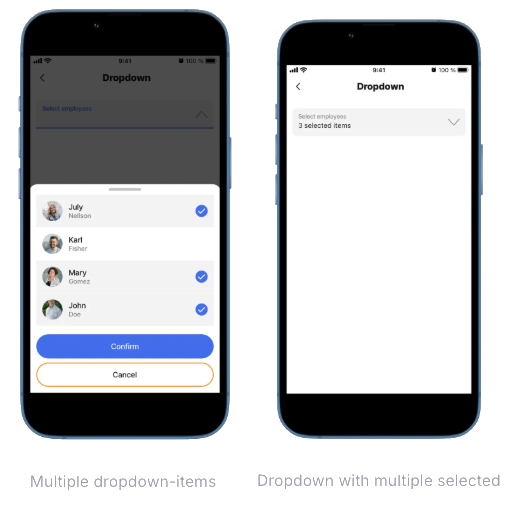 9:41
100 %
Dropdown
Select employees
July
Neilson
Karl
Fisher
Mary
Gomez
John
Doe
Confirm
Cancel
Multiple dropdown-items
9:41
100 %
Dropdown
Select employees
3 selected items
Dropdown with multiple selected